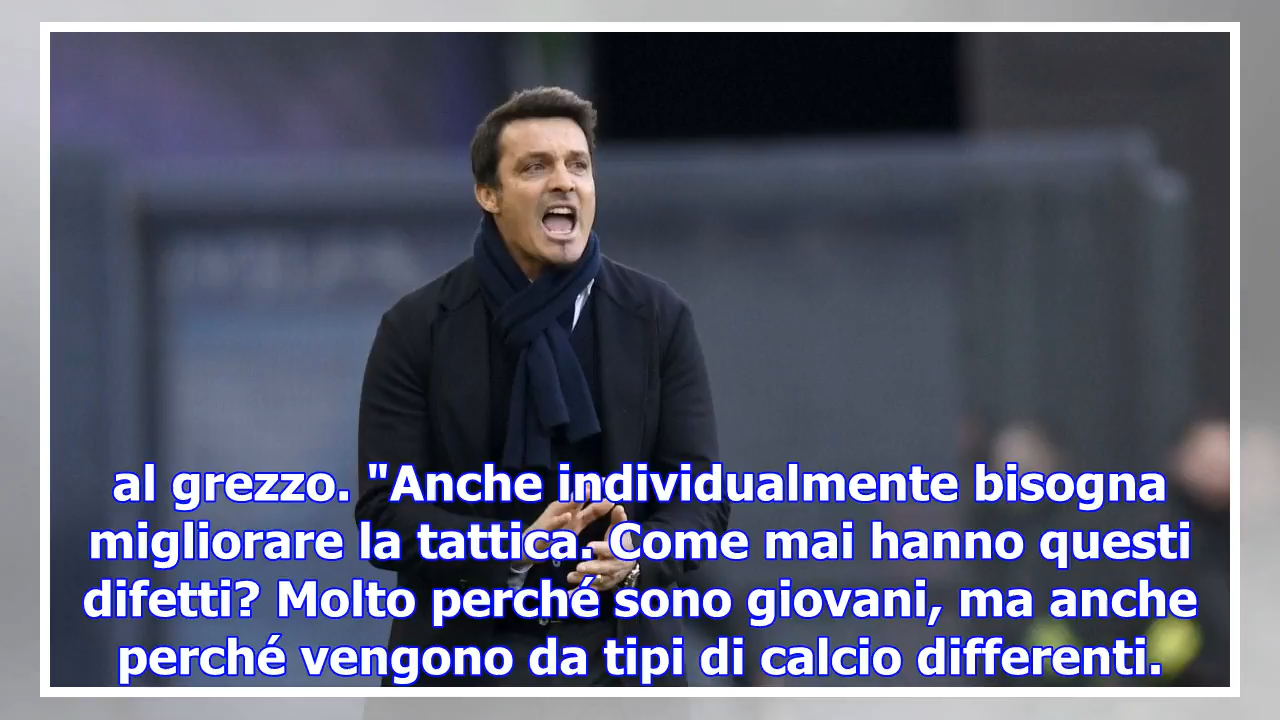 al grezzo. "Anche individualmente bisogna
migliorare la tattica. Come mai hanno questi
difetti? Molto perché sono giovani, ma anche
perché vengono da tipi di calcio differenti.